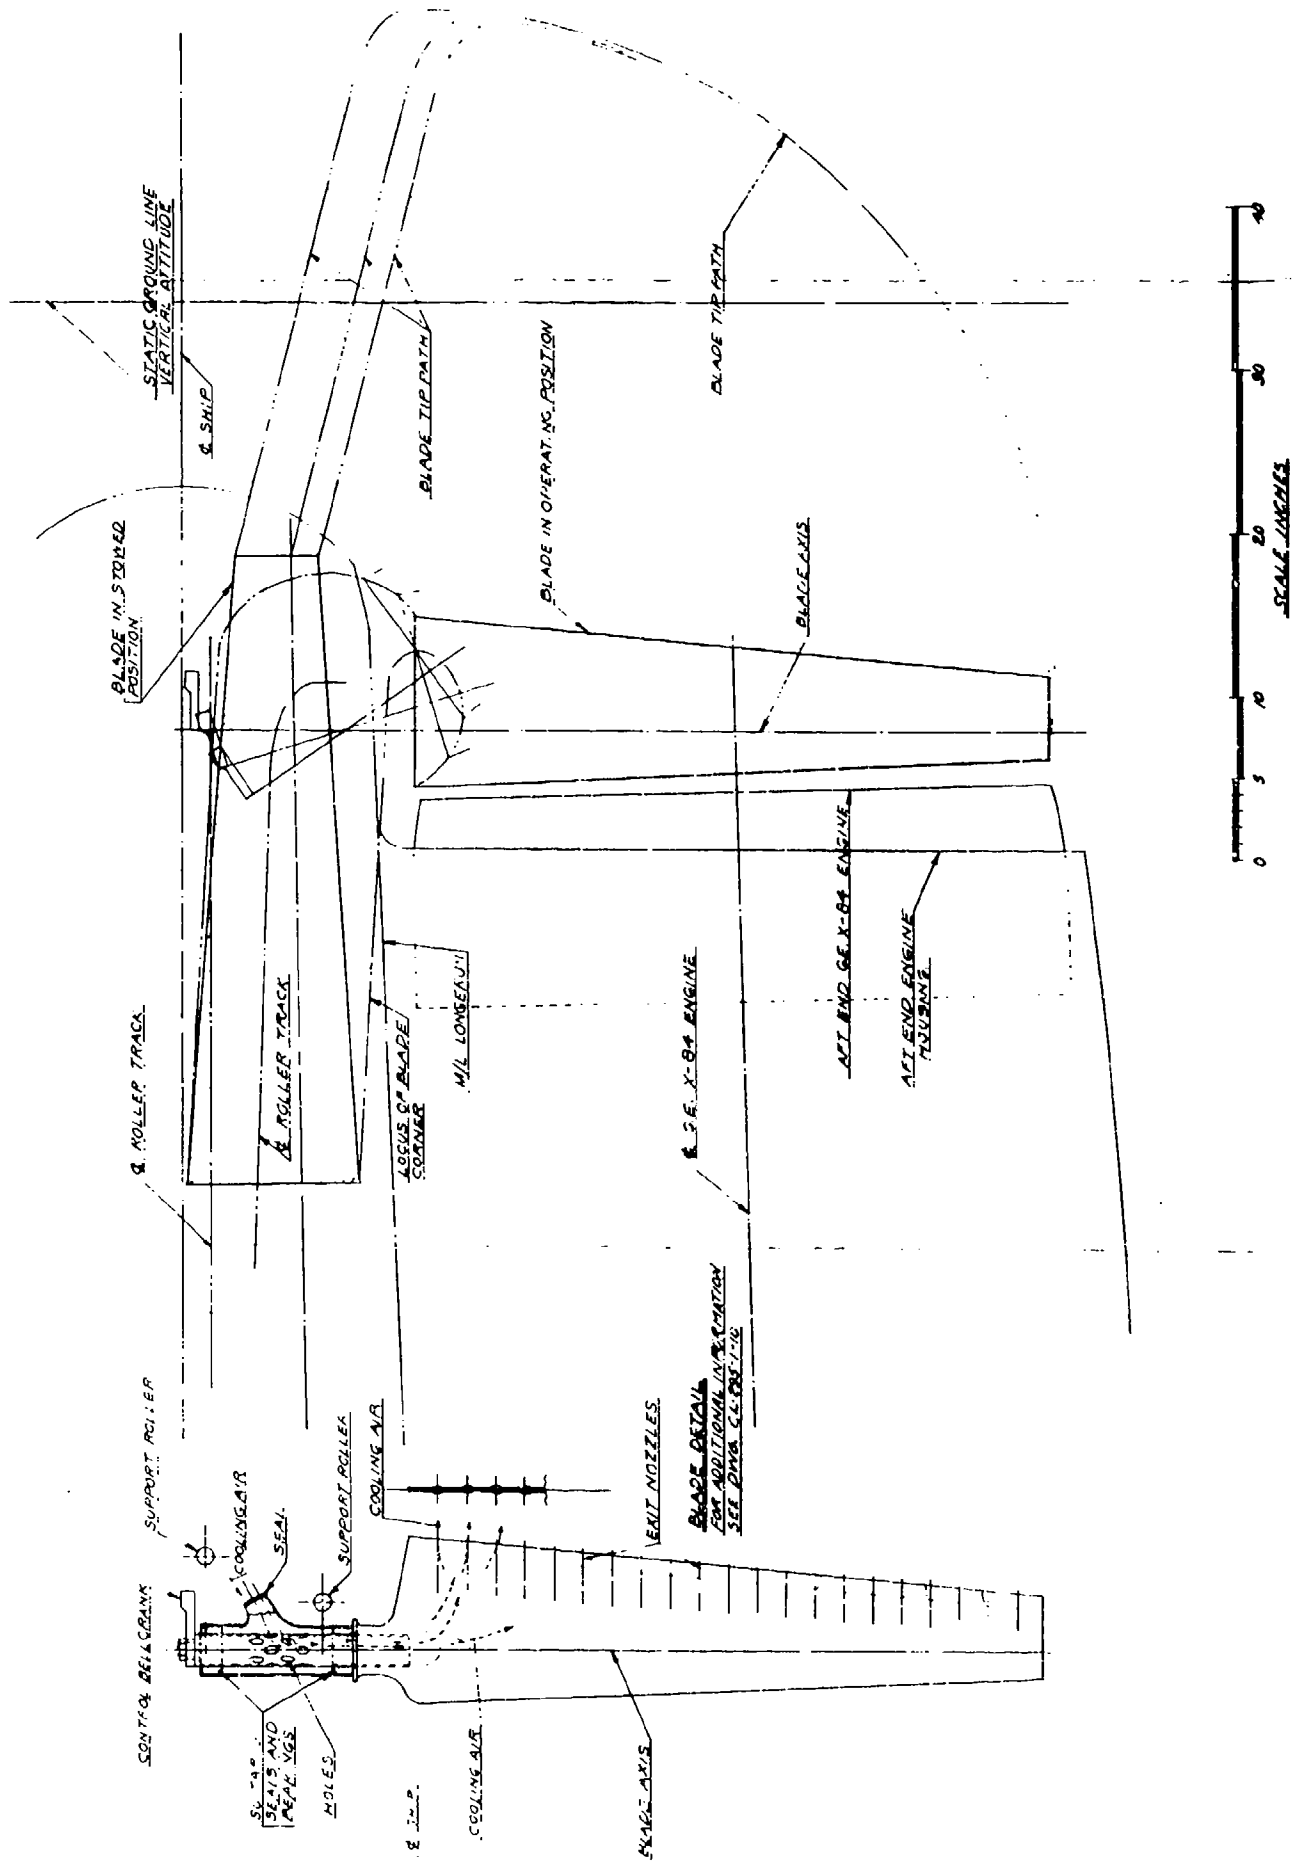 STATIC GROUND LINE
VERTICAL ATTITUDE
℄ SHIP
BLADE IN STOWED
POSITION
BLADE TIP PATH
BLADE IN OPERATING POSITION
BLADE TIP PATH
BLADE AXIS
℄ ROLLER TRACK
℄ ROLLER TRACK
LOCUS OF BLADE
CORNER
M/L LONGERON
℄ G.E. X-84 ENGINE
AFT END G.E. X-84 ENGINE
AFT END ENGINE
HOUSING
0 5 10 20 30 40
SCALE INCHES
CONTROL BELLCRANK
SUPPORT ROLLER
COOLING AIR
SEAL
SUPPORT ROLLER
COOLING AIR
EXIT NOZZLES
BLADE DETAIL
FOR ADDITIONAL INFORMATION
SEE DWG.
SEALS AND
HOLES
℄
COOLING AIR
BLADE AXIS